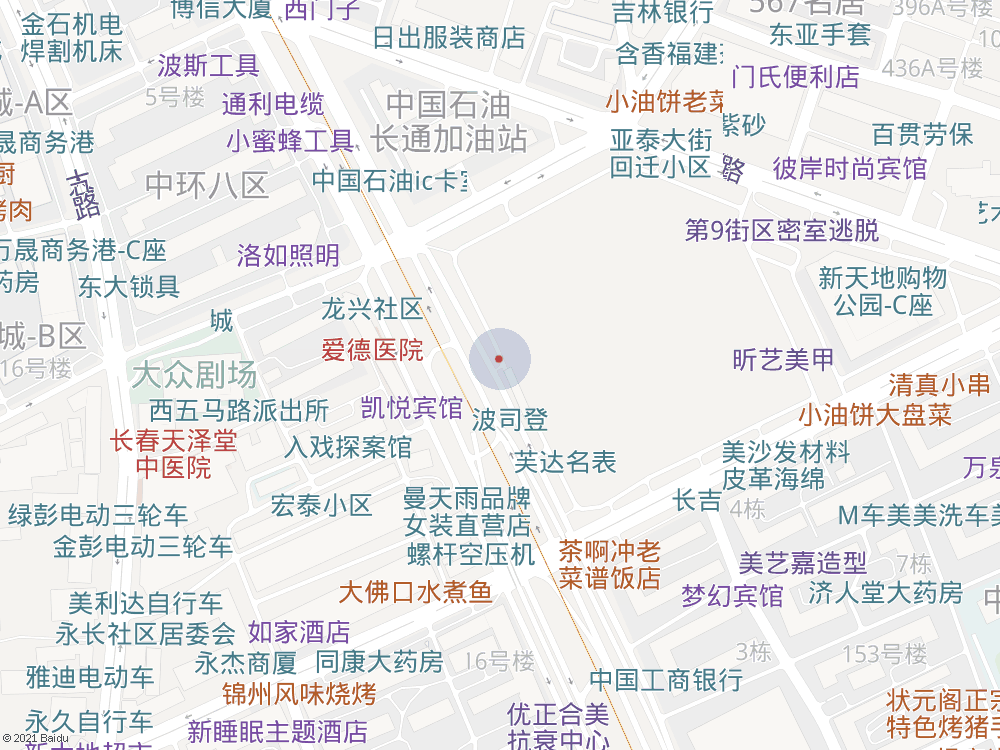 博信大厦
西门子
吉林银行
567名居
396A号楼
金石机电
焊割机床
日出服装商店
东亚手套
含香福建
波斯工具
门氏便利店
436A号楼
城-A区
5号楼
通利电缆
中国石油
长通加油站
小油饼老菜
紫砂
亚泰大街
回迁小区
百贯劳保
晟商务港
小蜜蜂工具
厨
中环八区
中国石油ic卡
路
彼岸时尚宾馆
烤肉
路
第9街区密室逃脱
万晟商务港-C座
洛如照明
药房
东大锁具
新天地购物
公园-C座
龙兴社区
城
城-B区
爱德医院
昕艺美甲
16号楼
大众剧场
清真小串
西五马路派出所
凯悦宾馆
波司登
小油饼大盘菜
长春天泽堂
中医院
入戏探案馆
芙达名表
美沙发材料
皮革海绵
万泉
宏泰小区
曼天雨品牌
女装直营店
长吉
4栋
绿彭电动三轮车
M车美美洗车
金彭电动三轮车
螺杆空压机
茶啊冲老
菜谱饭店
美艺嘉造型
7栋
大佛口水煮鱼
梦幻宾馆
济人堂大药房
中
美利达自行车
永长社区居委会
如家酒店
永杰商厦
同康大药房
16号楼
3栋
153号楼
雅迪电动车
中国工商银行
锦州风味烧烤
状元阁正宗
特色烤猪手
永久自行车
新睡眠主题酒店
优正合美
抗衰中心
© 2021 Baidu